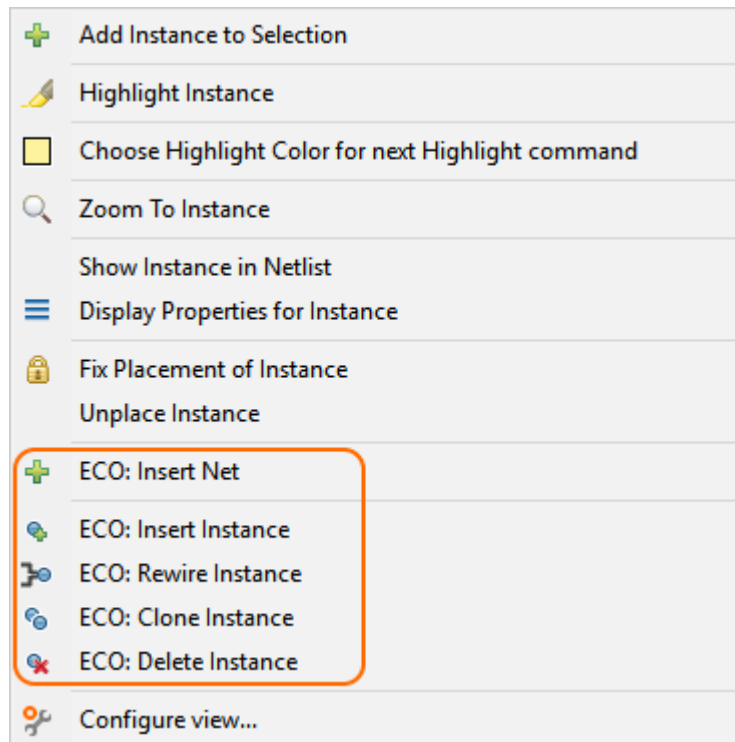 Add Instance to Selection
Highlight Instance
Choose Highlight Color for next Highlight command
Zoom To Instance
Show Instance in Netlist
Display Properties for Instance
Fix Placement of Instance
Unplace Instance
ECO: Insert Net
ECO: Insert Instance
ECO: Rewire Instance
ECO: Clone Instance
ECO: Delete Instance
Configure view...